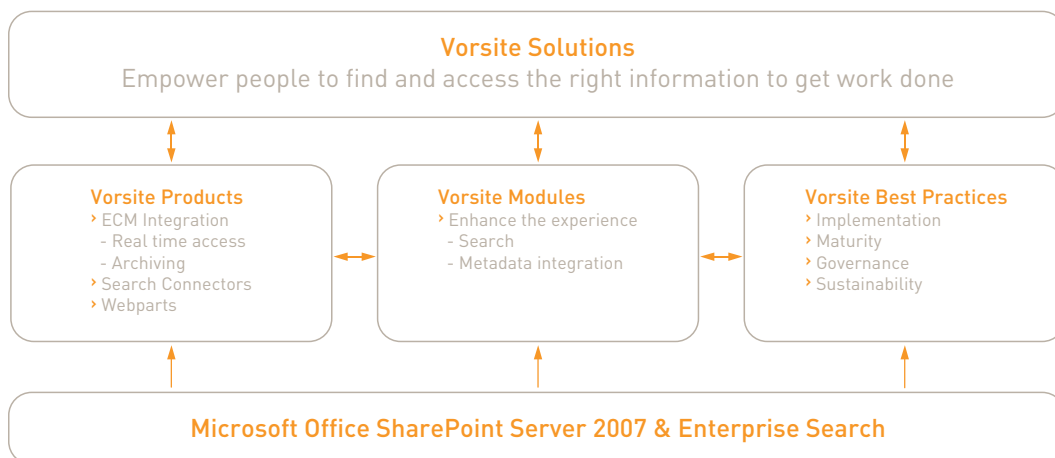 Vorsite Solutions
Empower people to find and access the right information to get work done
Vorsite Products
› ECM Integration
- Real time access
- Archiving
› Search Connectors
› Webparts
Vorsite Modules
› Enhance the experience
- Search
- Metadata integration
Vorsite Best Practices
› Implementation
› Maturity
› Governance
› Sustainability
Microsoft Office SharePoint Server 2007 & Enterprise Search